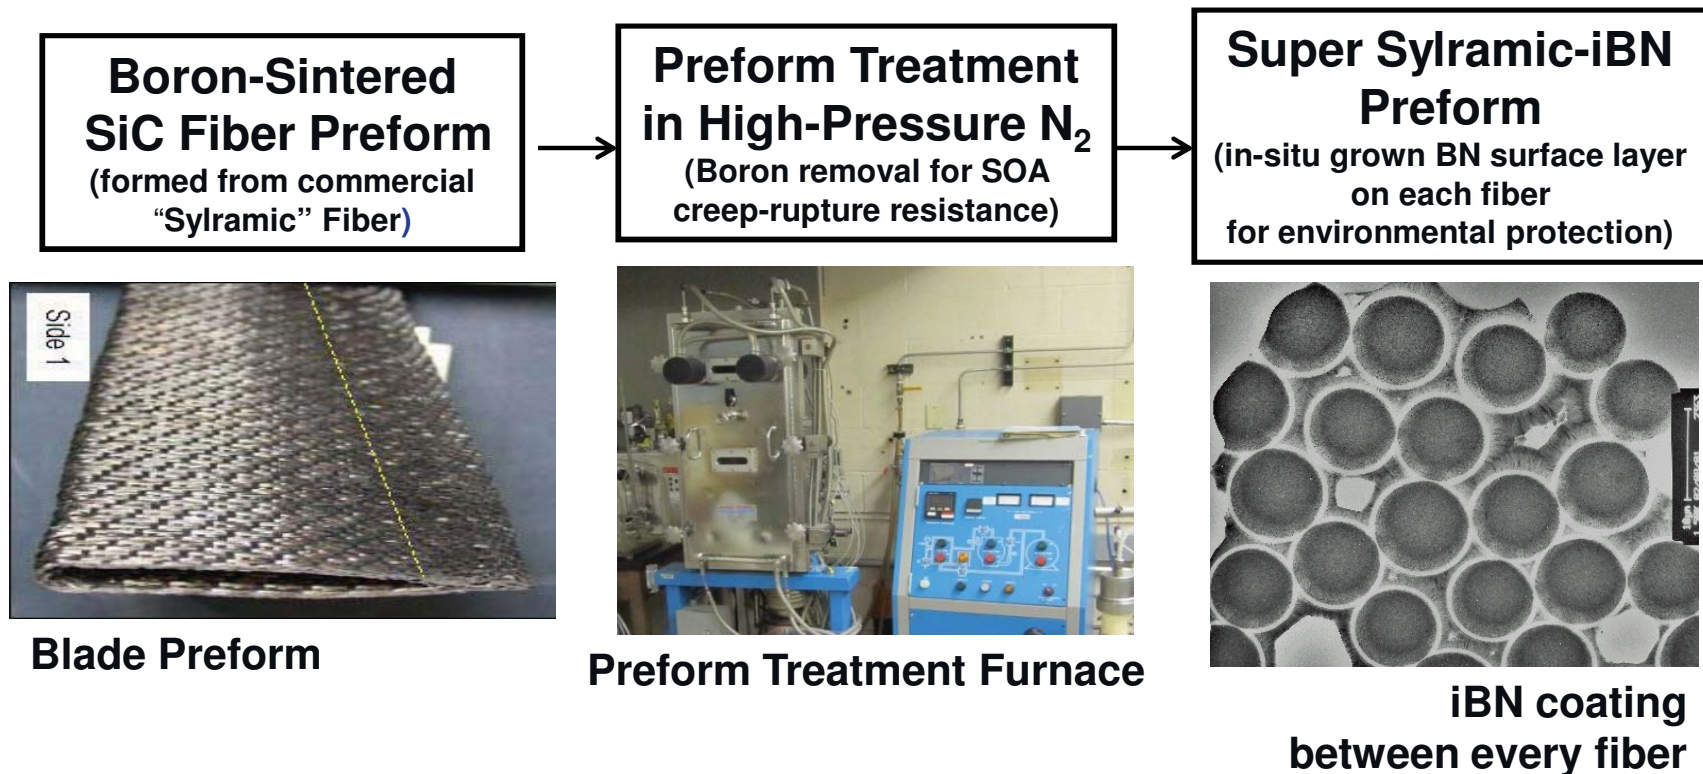 Boron-Sintered
SiC Fiber Preform
(formed from commercial
“Sylramic” Fiber)
Preform Treatment
in High-Pressure N₂
(Boron removal for SOA
creep-rupture resistance)
Super Sylramic-iBN
Preform
(in-situ grown BN surface layer
on each fiber
for environmental protection)
Side 1
Blade Preform
Preform Treatment Furnace
iBN coating
between every fiber